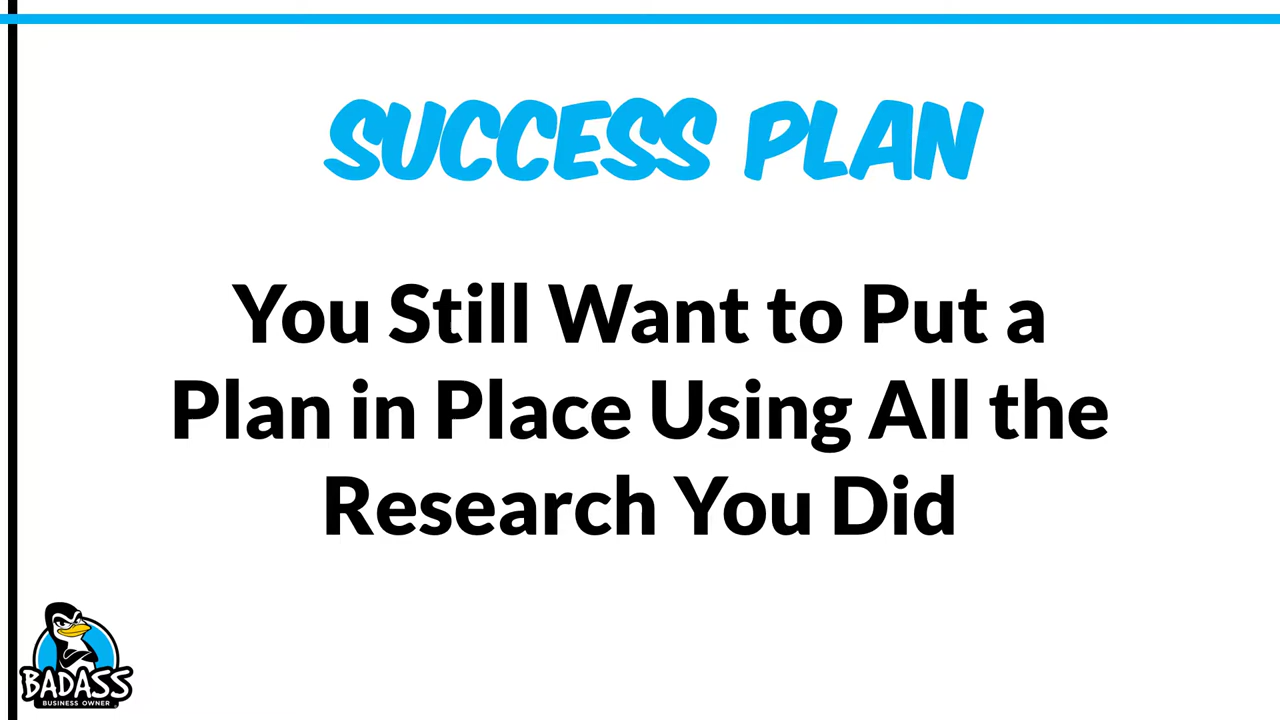 SUCCESS PLAN
You Still Want to Put a
Plan in Place Using All the
Research You Did
BADASS
BUSINESS OWNER